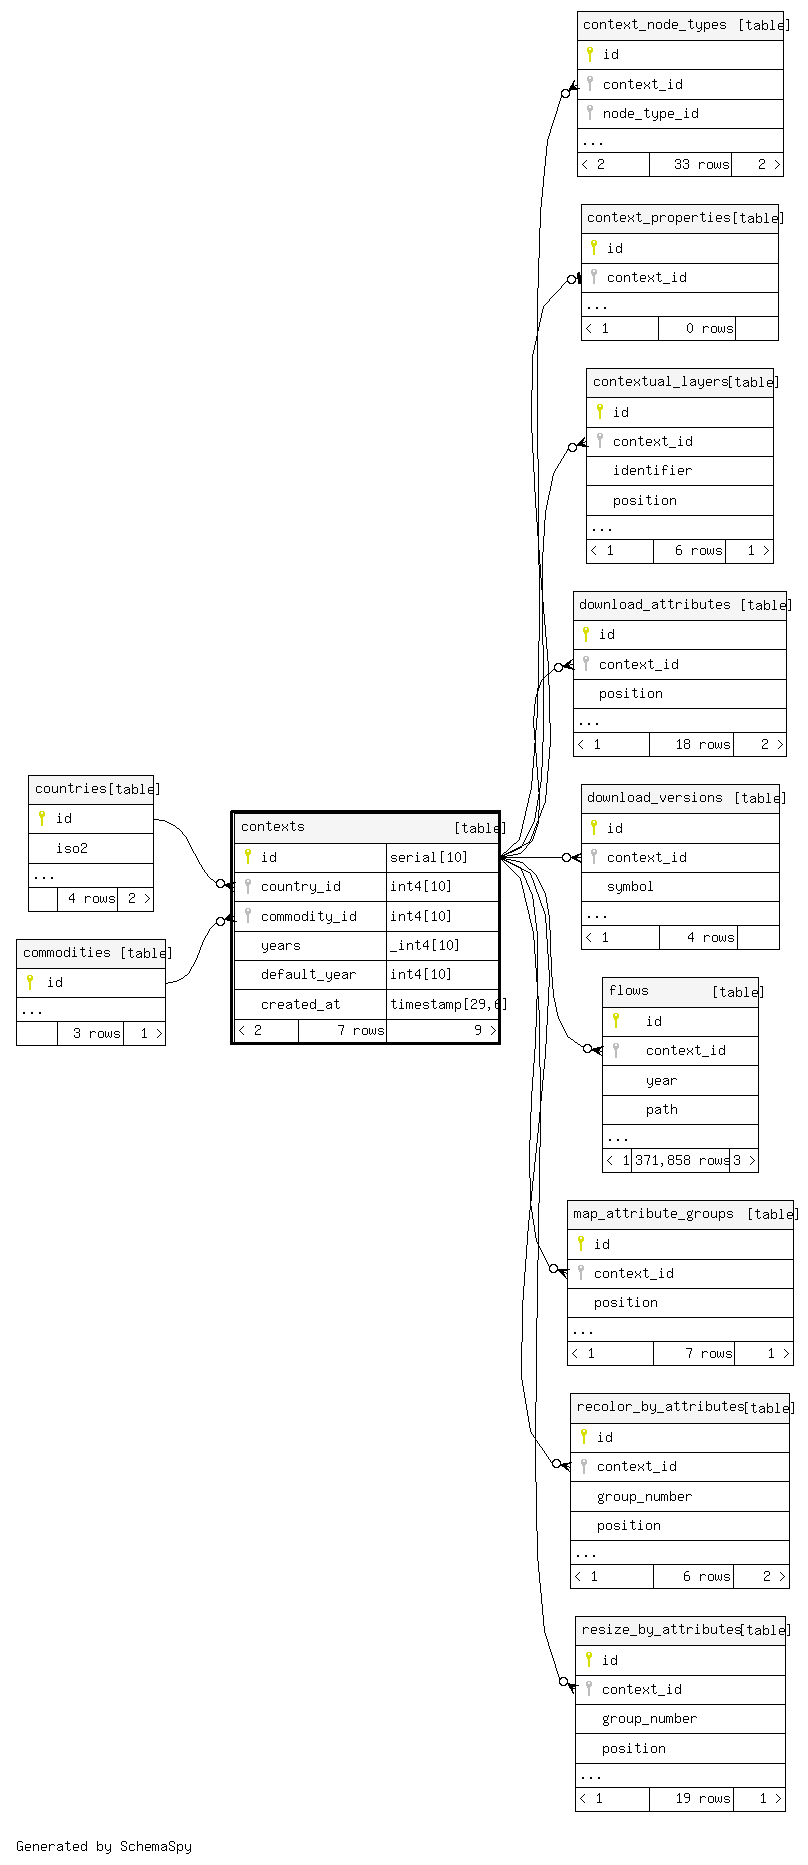 context_node_types [table]
id
context_id
node_type_id
...
< 2 33 rows 2 >
context_properties[table]
id
context_id
...
< 1 0 rows
contextual_layers[table]
id
context_id
identifier
position
...
< 1 6 rows 1 >
download_attributes [table]
id
context_id
position
...
< 1 18 rows 2 >
countries[table]
id
iso2
...
4 rows 2 >
commodities [table]
id
...
3 rows 1 >
contexts [table]
id serial[10]
country_id int4[10]
commodity_id int4[10]
years _int4[10]
default_year int4[10]
created_at timestamp[29,6]
< 2 7 rows 9 >
download_versions [table]
id
context_id
symbol
...
< 1 4 rows
flows [table]
id
context_id
year
path
...
< 1 371,858 rows 3 >
map_attribute_groups [table]
id
context_id
position
...
< 1 7 rows 1 >
recolor_by_attributes[table]
id
context_id
group_number
position
...
< 1 6 rows 2 >
resize_by_attributes[table]
id
context_id
group_number
position
...
< 1 19 rows 1 >
Generated by SchemaSpy